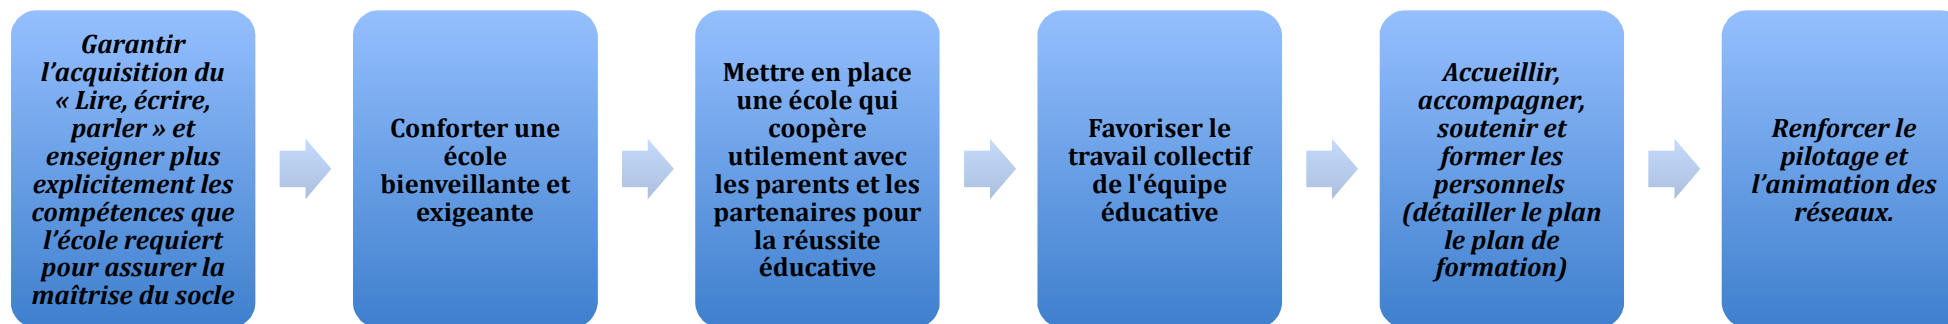 Garantir
l’acquisition du
« Lire, écrire,
parler » et
enseigner plus
explicitement les
compétences que
l’école requiert
pour assurer la
maîtrise du socle
Conforter une
école
bienveillante et
exigeante
Mettre en place
une école qui
coopère
utilement avec
les parents et les
partenaires pour
la réussite
éducative
Favoriser le
travail collectif
de l'équipe
éducative
Accueillir,
accompagner,
soutenir et
former les
personnels
(détailler le plan
le plan de
formation)
Renforcer le
pilotage et
l’animation des
réseaux.